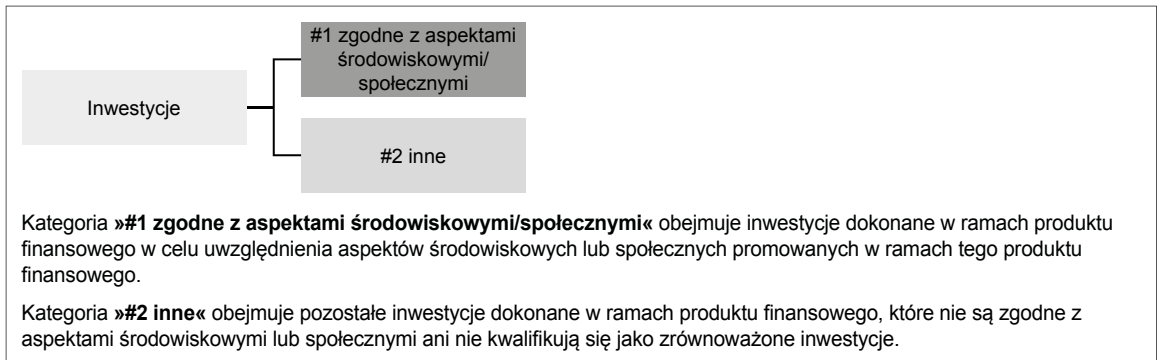 #1 zgodne z aspektami
środowiskowymi/
społecznymi
Inwestycje
#2 inne
Kategoria »#1 zgodne z aspektami środowiskowymi/społecznymi« obejmuje inwestycje dokonane w ramach produktu
finansowego w celu uwzględnienia aspektów środowiskowych lub społecznych promowanych w ramach tego produktu
finansowego.
Kategoria »#2 inne« obejmuje pozostałe inwestycje dokonane w ramach produktu finansowego, które nie są zgodne z
aspektami środowiskowymi lub społecznymi ani nie kwalifikują się jako zrównoważone inwestycje.